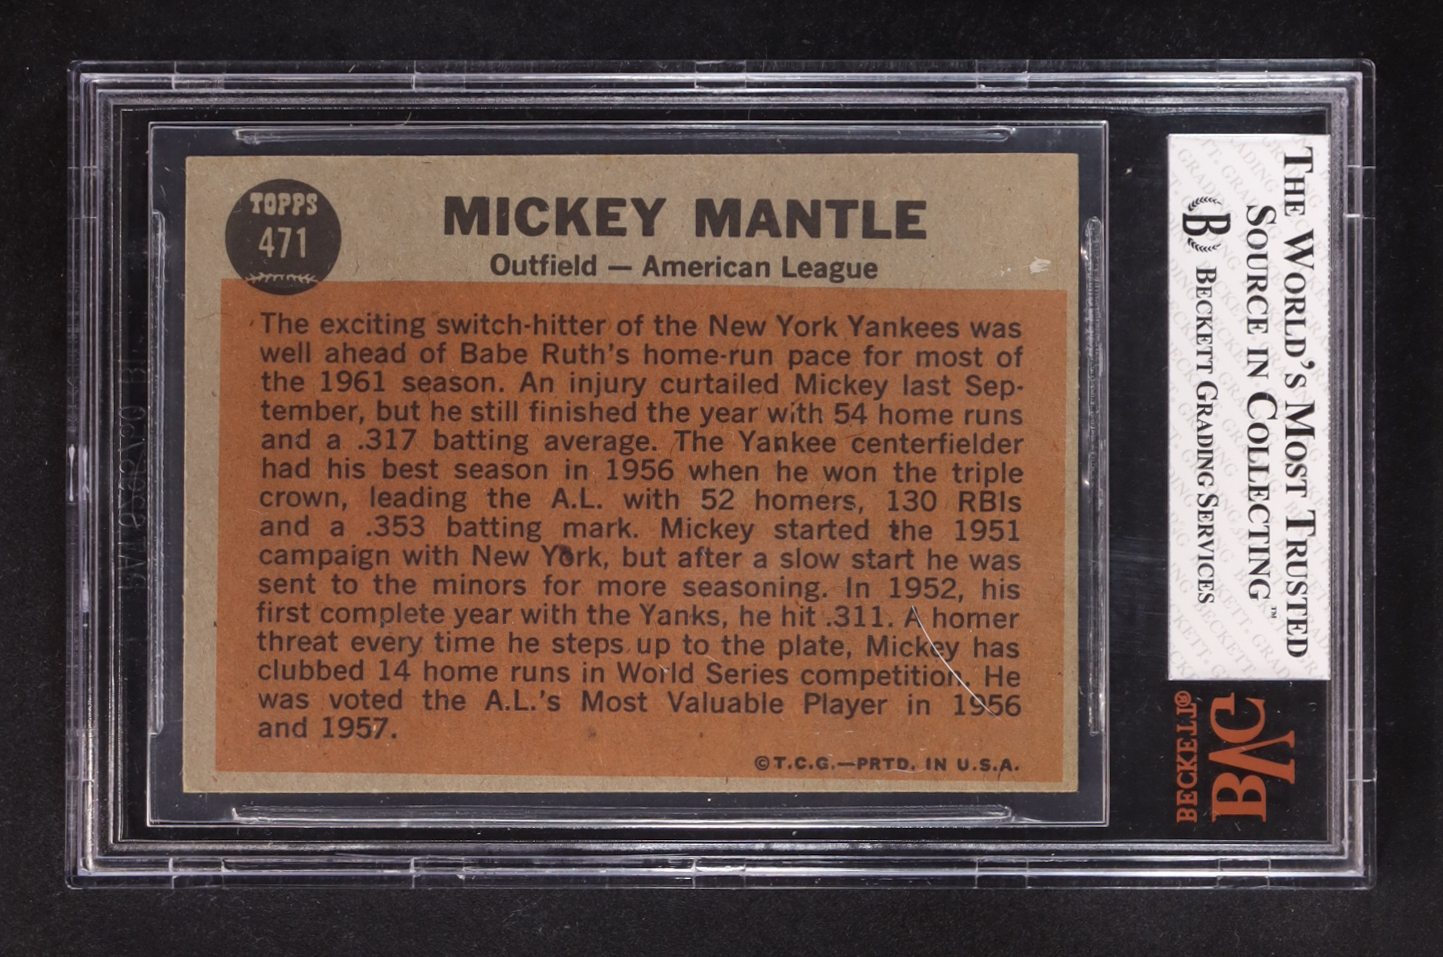 TOPPS
471
MICKEY MANTLE
Outfield — American League
The exciting switch-hitter of the New York Yankees was
well ahead of Babe Ruth's home-run pace for most of
the 1961 season. An injury curtailed Mickey last Sep-
tember, but he still finished the year with 54 home runs
and a .317 batting average. The Yankee centerfielder
had his best season in 1956 when he won the triple
crown, leading the A.L. with 52 homers, 130 RBIs
and a .353 batting mark. Mickey started the 1951
campaign with New York, but after a slow start he was
sent to the minors for more seasoning. In 1952, his
first complete year with the Yanks, he hit .311. A homer
threat every time he steps up to the plate, Mickey has
clubbed 14 home runs in World Series competition. He
was voted the A.L.'s Most Valuable Player in 1956
and 1957.
©T.C.G.—PRTD. IN U.S.A.
THE WORLD'S MOST TRUSTED
SOURCE IN COLLECTING™
B BECKETT GRADING SERVICES
BECKETT®